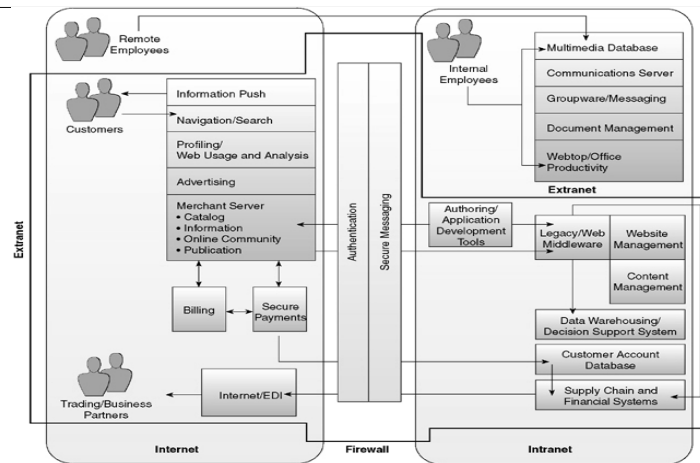 Remote
Employees
Customers
Information Push
Navigation/Search
Profiling/
Web Usage and Analysis
Advertising
Merchant Server
• Catalog
• Information
• Online Community
• Publication
Billing
Secure
Payments
Trading/Business
Partners
Internet/EDI
Internet
Extranet
Authentication
Secure Messaging
Firewall
Internal
Employees
Multimedia Database
Communications Server
Groupware/Messaging
Document Management
Webtop/Office
Productivity
Extranet
Authoring/
Application
Development
Tools
Legacy/Web
Middleware
Website
Management
Content
Management
Data Warehousing/
Decision Support System
Customer Account
Database
Supply Chain and
Financial Systems
Intranet